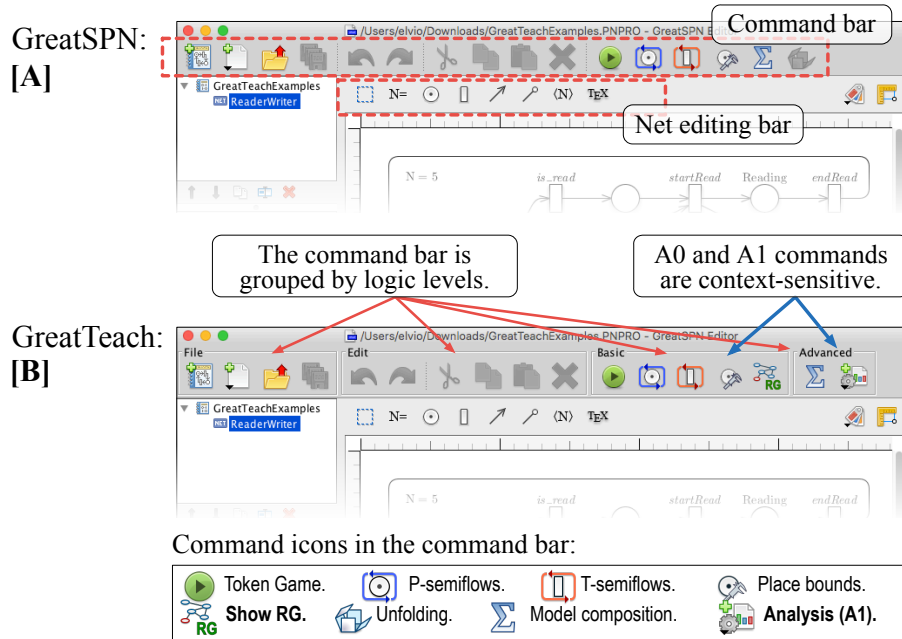 GreatSPN:
[A]
/Users/elvio/Downloads/GreatTeachExamples.PNPRO - GreatSPN Ed
Command bar
GreatTeachExamples
NET ReaderWriter
N= ⟨N⟩ TEX
Net editing bar
N = 5 is_read startRead Reading endRead
The command bar is
grouped by logic levels.
A0 and A1 commands
are context-sensitive.
GreatTeach:
[B]
/Users/elvio/Downloads/GreatTeachExamples.PNPRO - GreatSPN Editor
File Edit Basic Advanced
RG Σ
GreatTeachExamples
NET ReaderWriter
N= ⟨N⟩ TEX
N = 5 is_read startRead Reading endRead
Command icons in the command bar:
Token Game. P-semiflows. T-semiflows. Place bounds.
RG Show RG. Unfolding. Σ Model composition. Analysis (A1).